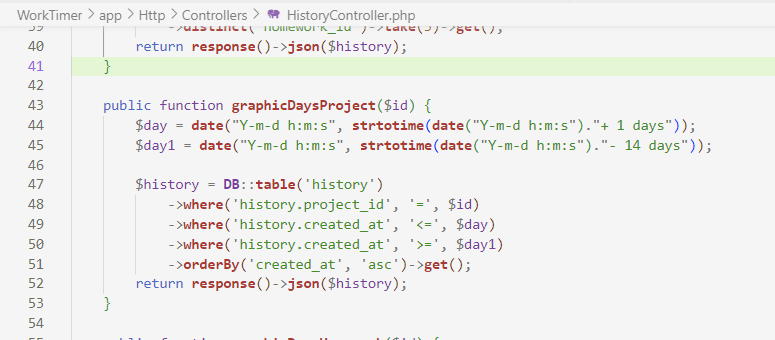 WorkTimer > app > Http > Controllers > HistoryController.php
39 ->distinct('homework_id')->take(5)->get();
40 return response()->json($history);
41 }
42
43 public function graphicDaysProject($id) {
44 $day = date("Y-m-d h:m:s", strtotime(date("Y-m-d h:m:s")."+ 1 days"));
45 $day1 = date("Y-m-d h:m:s", strtotime(date("Y-m-d h:m:s")."- 14 days"));
46
47 $history = DB::table('history')
48 ->where('history.project_id', '=', $id)
49 ->where('history.created_at', '<=', $day)
50 ->where('history.created_at', '>=', $day1)
51 ->orderBy('created_at', 'asc')->get();
52 return response()->json($history);
53 }
54
55 public function